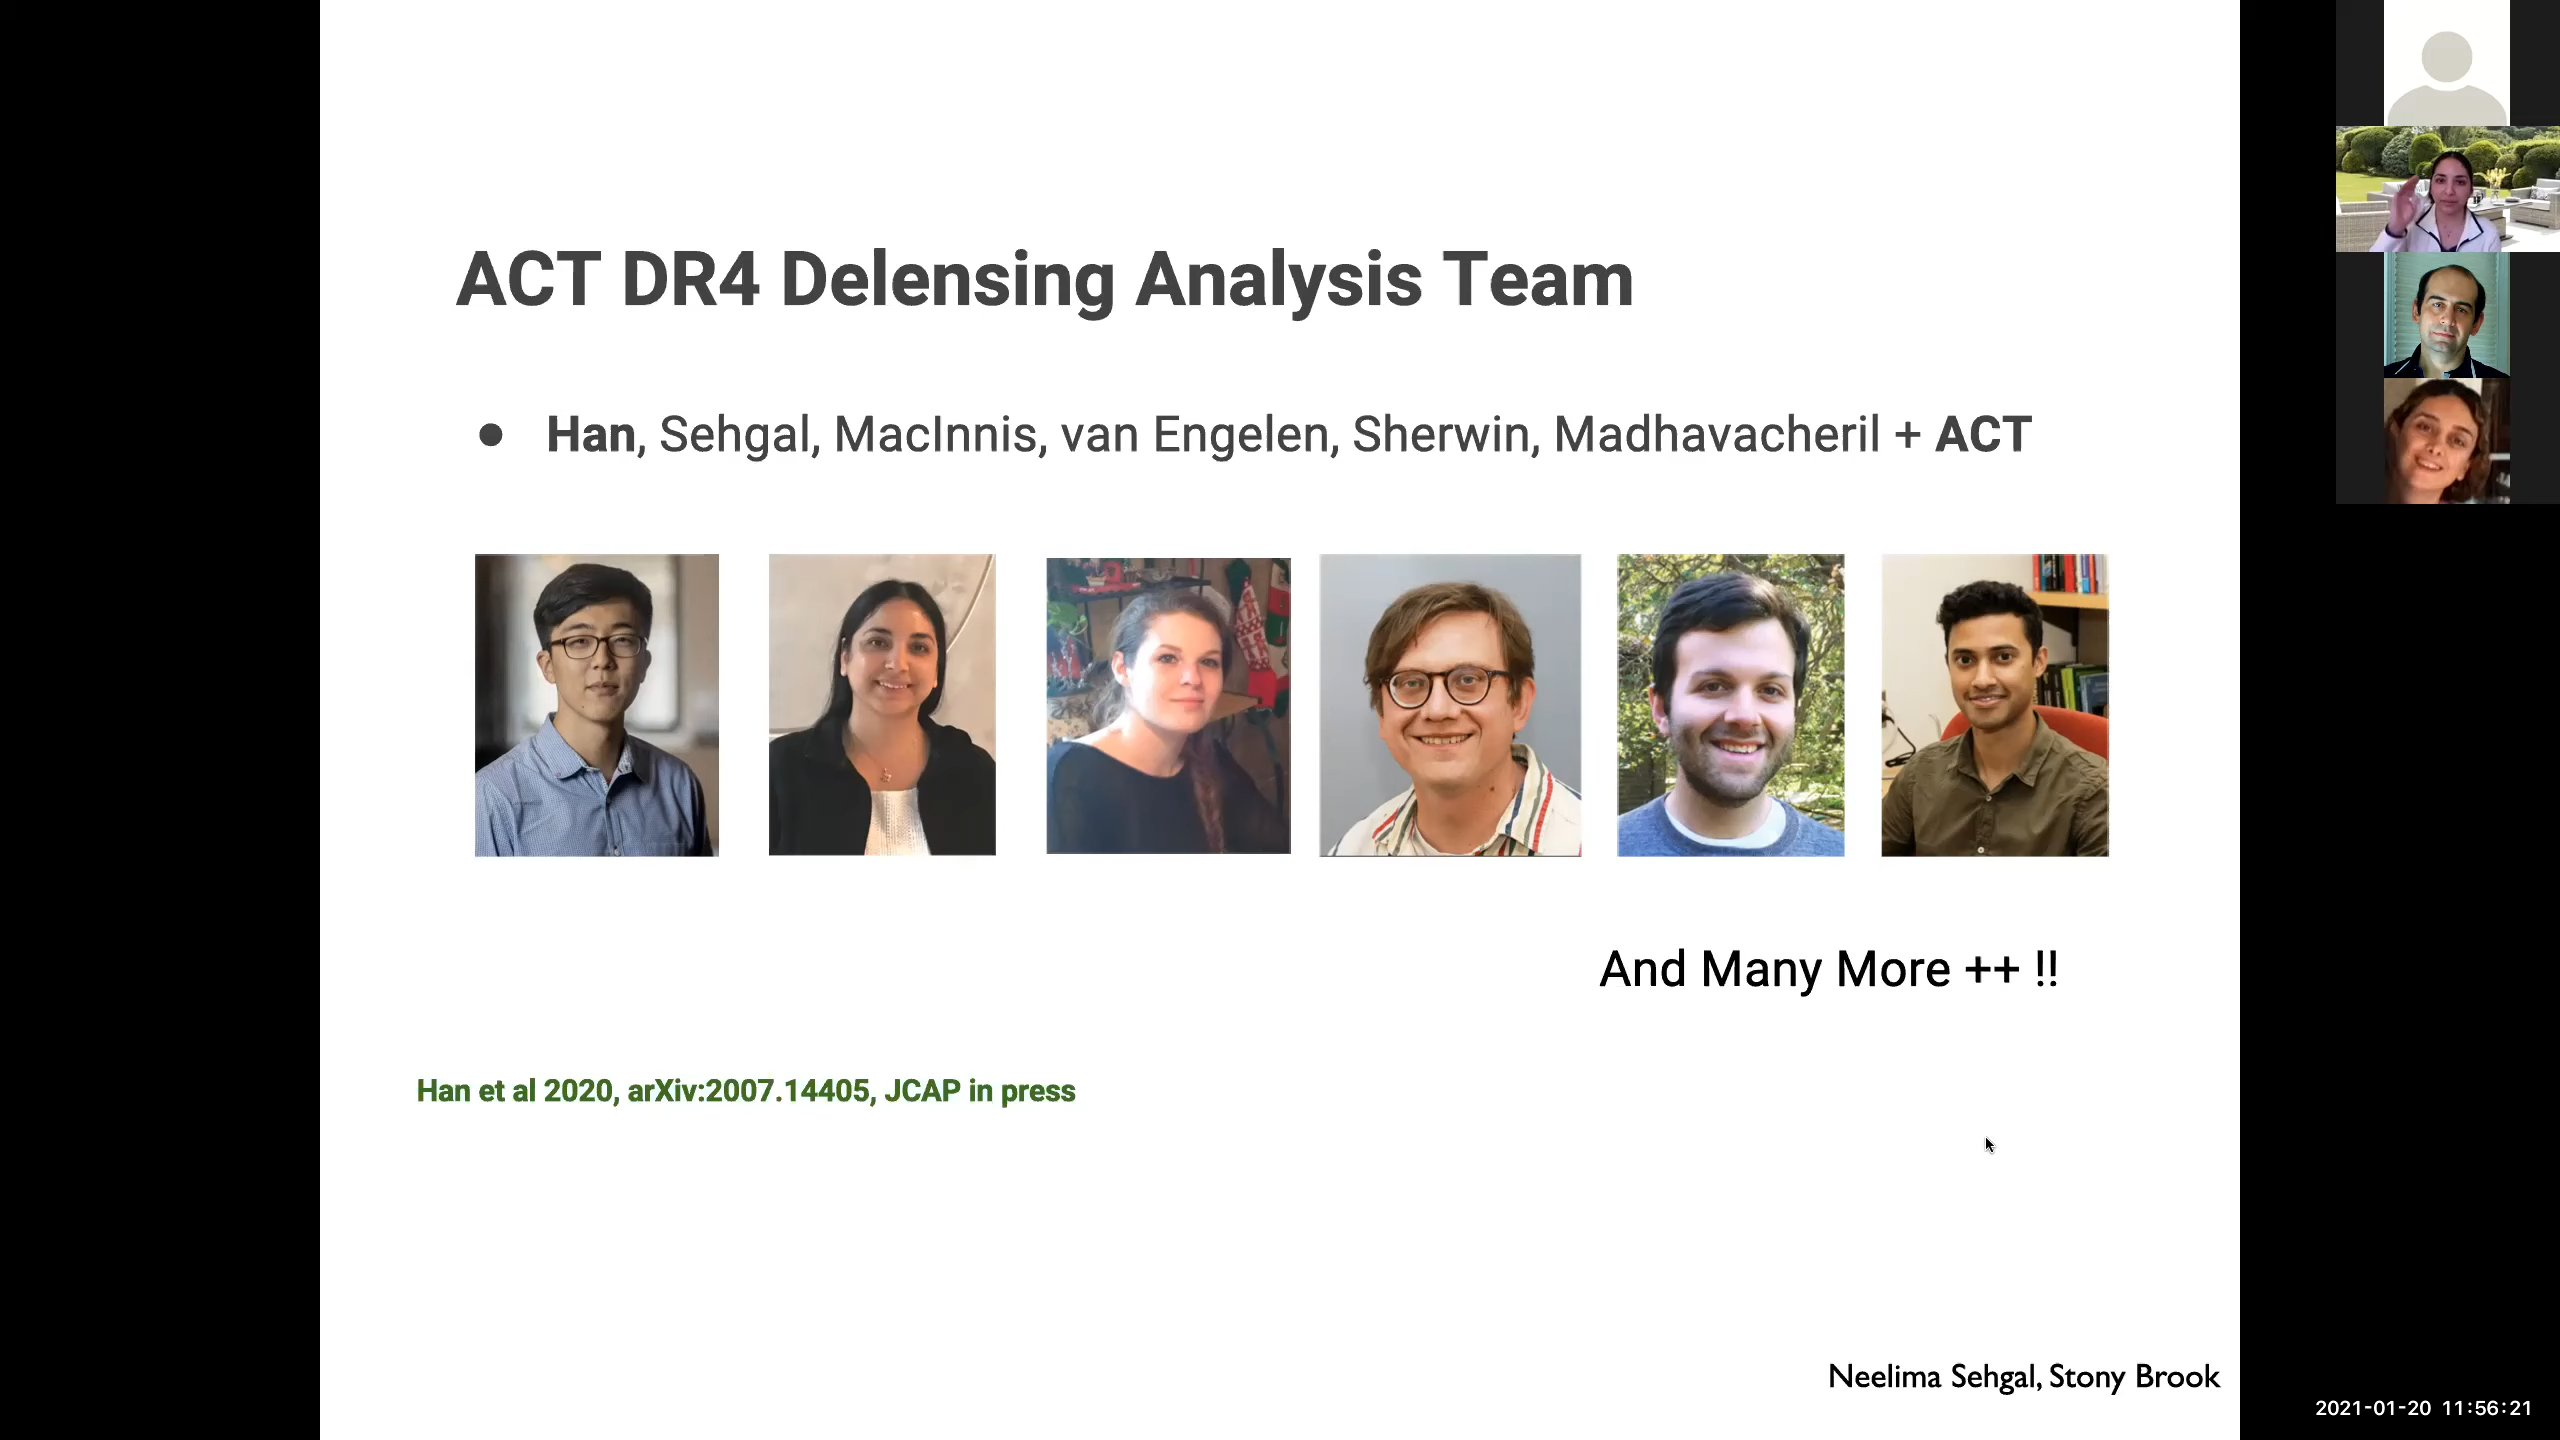 ACT DR4 Delensing Analysis Team
● Han, Sehgal, MacInnis, van Engelen, Sherwin, Madhavacheril + ACT
And Many More ++ !!
Han et al 2020, arXiv:2007.14405, JCAP in press
Neelima Sehgal, Stony Brook
2021-01-20 11:56:21